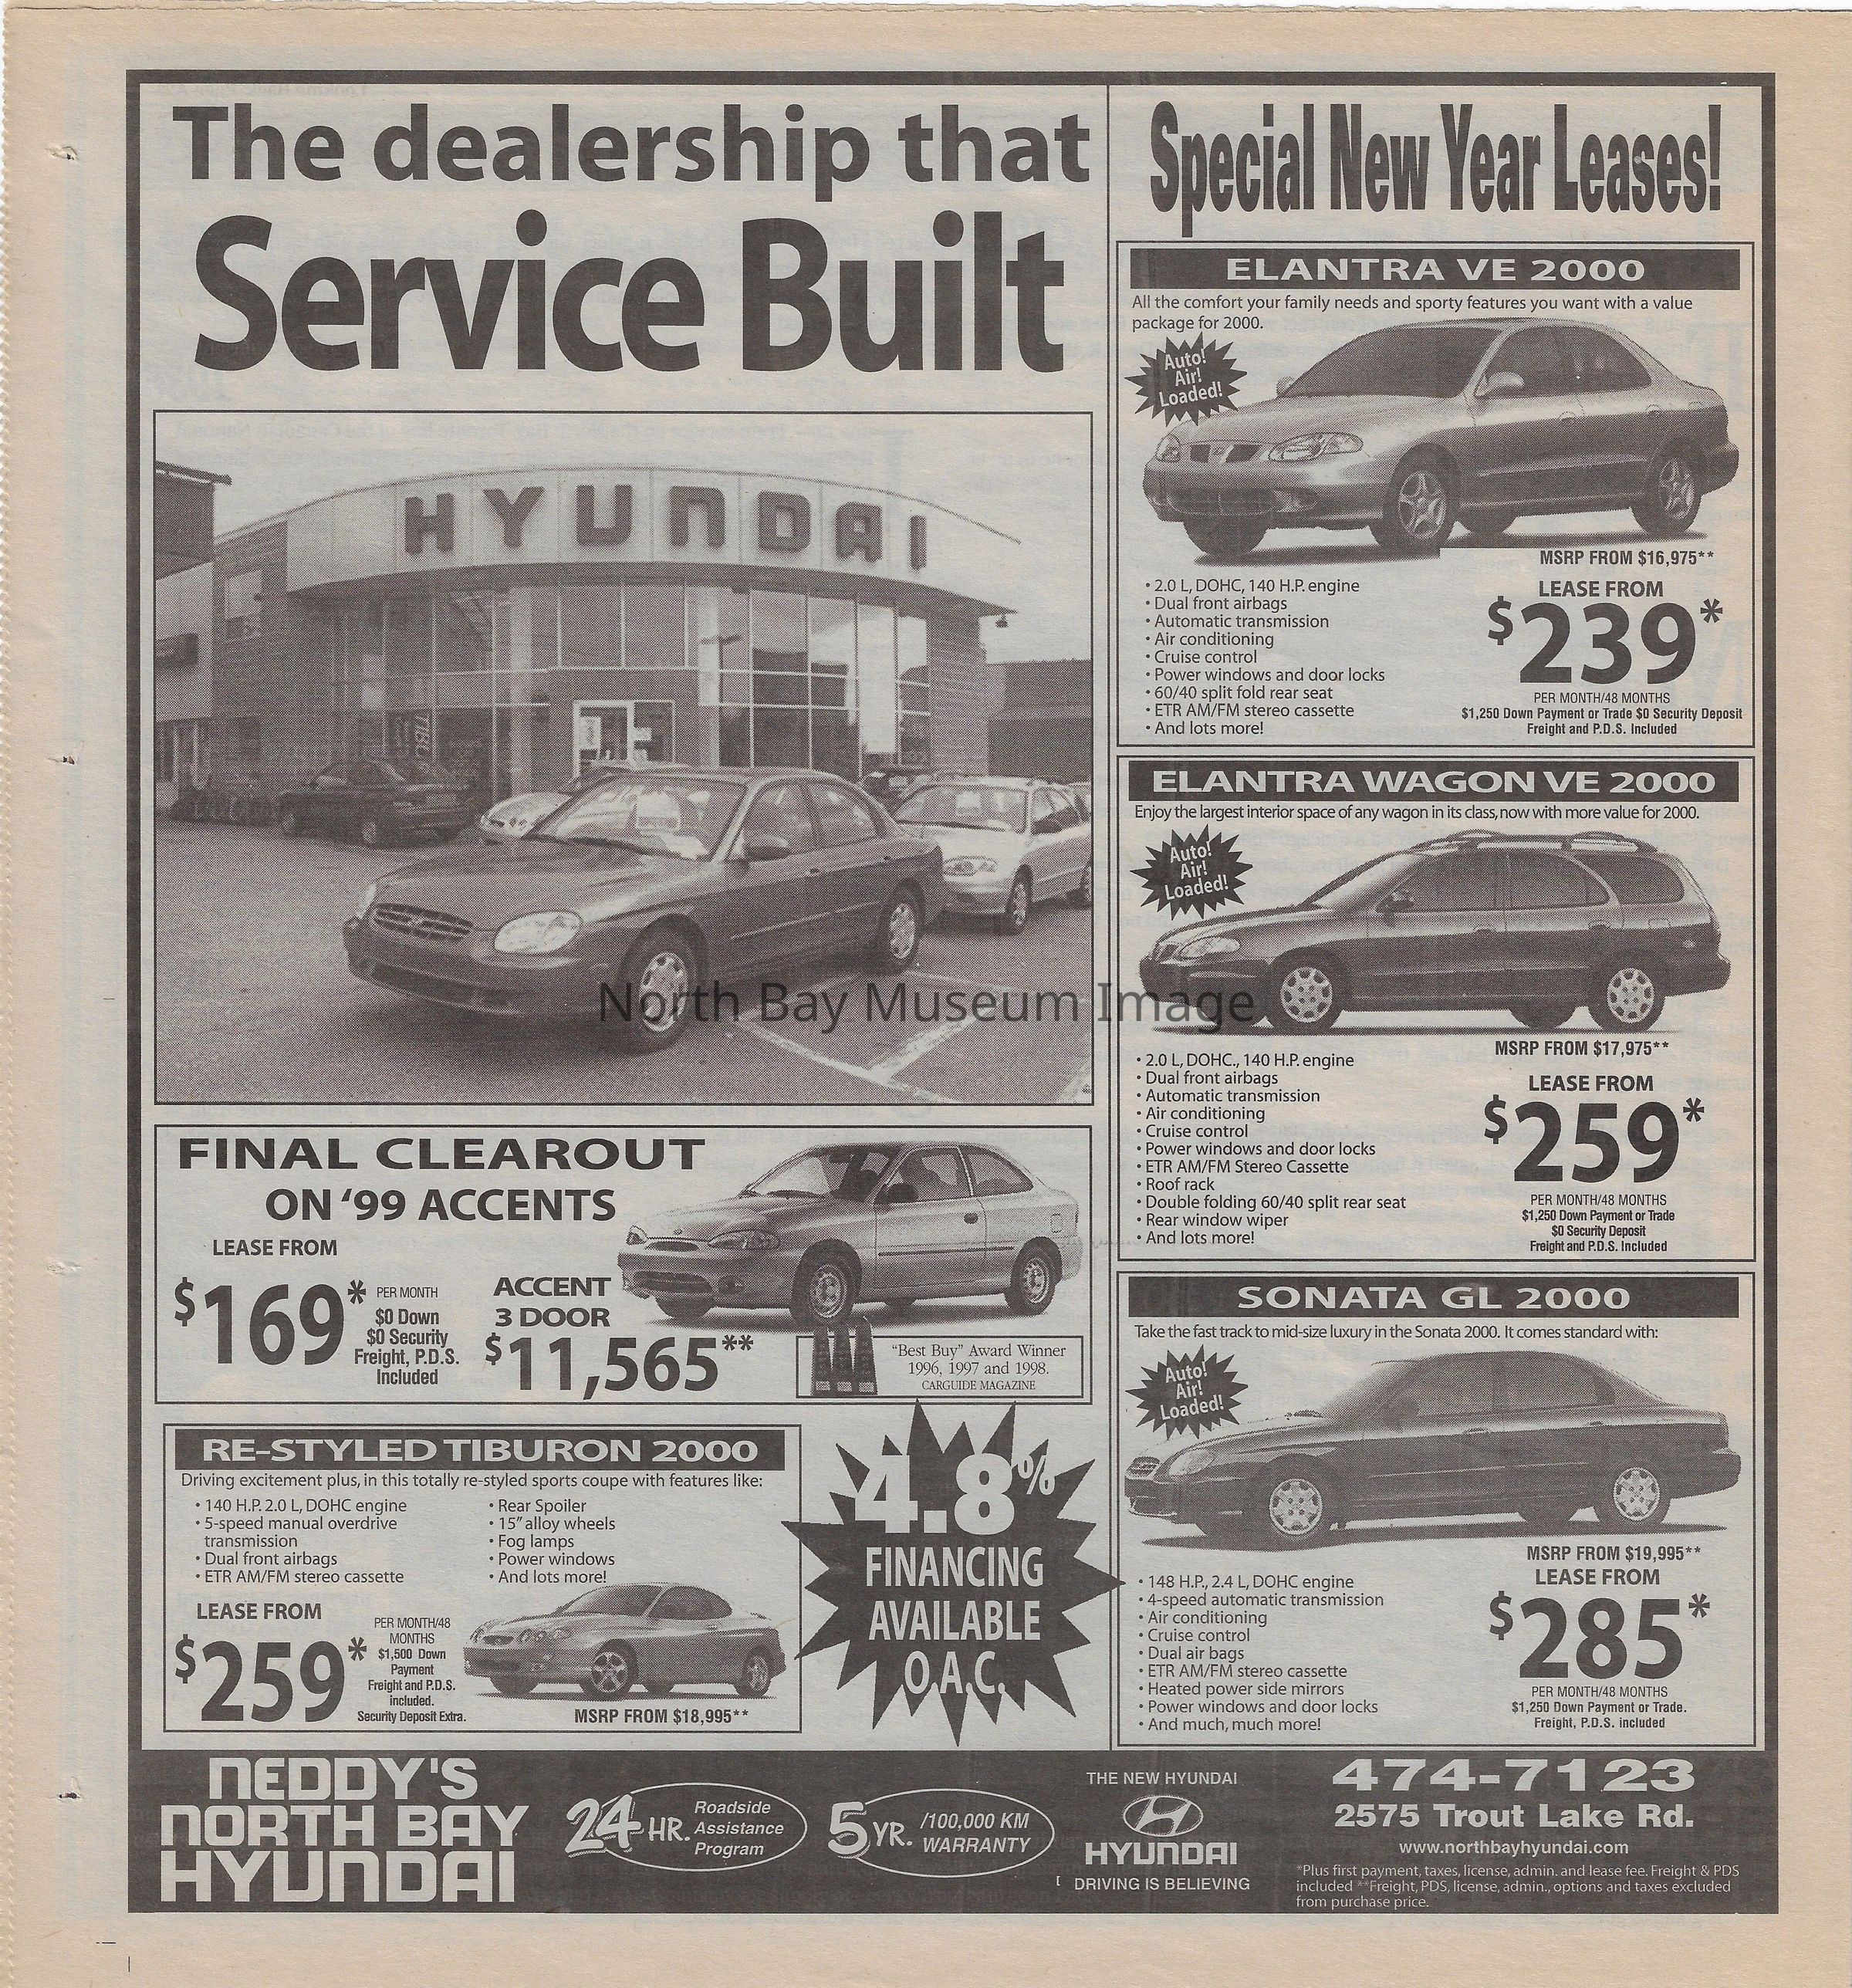 The dealership that
Service Built
HYUNDAI
FINAL CLEAROUT
ON '99 ACCENTS
LEASE FROM
$169*
PER MONTH
$0 Down
$0 Security
Freight, P.D.S.
Included
ACCENT
3 DOOR
$11,565**
"Best Buy" Award Winner
1996, 1997 and 1998.
CARGUIDE MAGAZINE
RE-STYLED TIBURON 2000
Driving excitement plus, in this totally re-styled sports coupe with features like:
• 140 H.P. 2.0 L, DOHC engine
• 5-speed manual overdrive
transmission
• Dual front airbags
• ETR AM/FM stereo cassette
• Rear Spoiler
• 15" alloy wheels
• Fog lamps
• Power windows
• And lots more!
LEASE FROM
$259*
PER MONTH/48
MONTHS
$1,500 Down
Payment
Freight and P.D.S.
included.
Security Deposit Extra.
MSRP FROM $18,995**
4.8%
FINANCING
AVAILABLE
O.A.C.
Special New Year Leases!
ELANTRA VE 2000
All the comfort your family needs and sporty features you want with a value
package for 2000.
Auto!
Air!
Loaded!
MSRP FROM $16,975**
• 2.0 L, DOHC, 140 H.P. engine
• Dual front airbags
• Automatic transmission
• Air conditioning
• Cruise control
• Power windows and door locks
• 60/40 split fold rear seat
• ETR AM/FM stereo cassette
• And lots more!
LEASE FROM
$239*
PER MONTH/48 MONTHS
$1,250 Down Payment or Trade $0 Security Deposit
Freight and P.D.S. Included
ELANTRA WAGON VE 2000
Enjoy the largest interior space of any wagon in its class, now with more value for 2000.
Auto!
Air!
Loaded!
North Bay Museum Image
MSRP FROM $17,975**
• 2.0 L, DOHC., 140 H.P. engine
• Dual front airbags
• Automatic transmission
• Air conditioning
• Cruise control
• Power windows and door locks
• ETR AM/FM Stereo Cassette
• Roof rack
• Double folding 60/40 split rear seat
• Rear window wiper
• And lots more!
LEASE FROM
$259*
PER MONTH/48 MONTHS
$1,250 Down Payment or Trade
$0 Security Deposit
Freight and P.D.S. Included
SONATA GL 2000
Take the fast track to mid-size luxury in the Sonata 2000. It comes standard with:
Auto!
Air!
Loaded!
MSRP FROM $19,995**
• 148 H.P., 2.4 L, DOHC engine
• 4-speed automatic transmission
• Air conditioning
• Cruise control
• Dual air bags
• ETR AM/FM stereo cassette
• Heated power side mirrors
• Power windows and door locks
• And much, much more!
LEASE FROM
$285*
PER MONTH/48 MONTHS
$1,250 Down Payment or Trade.
Freight, P.D.S. included
NEDDY'S
NORTH BAY
HYUNDAI
24 HR. Roadside
Assistance
Program
5 YR. /100,000 KM
WARRANTY
THE NEW HYUNDAI
HYUNDAI
DRIVING IS BELIEVING
474-7123
2575 Trout Lake Rd.
www.northbayhyundai.com
*Plus first payment, taxes, license, admin. and lease fee. Freight & PDS
included **Freight, PDS, license, admin., options and taxes excluded
from purchase price.